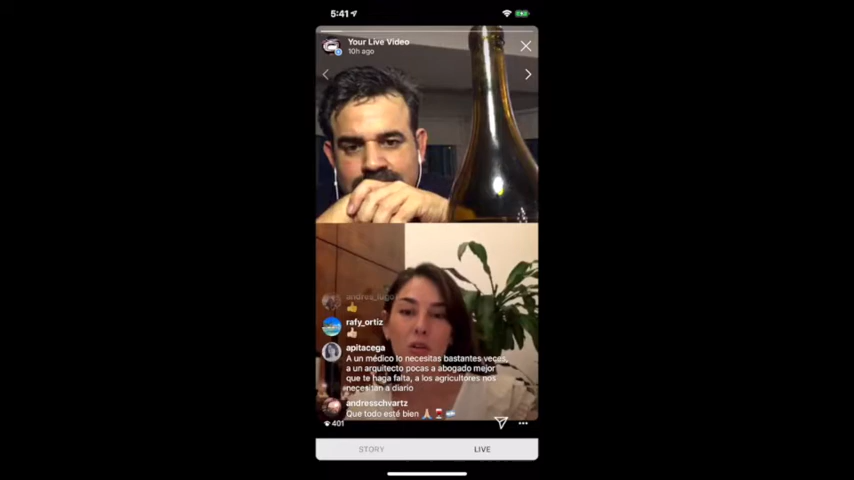 5:41
Your Live Video
10h ago
andres_lugo
rafy_ortiz
apitacega
A un médico lo necesitas bastantes veces,
a un arquitecto pocas a abogado mejor
que te haga falta, a los agricultores nos
necesitan a diario
andresschvartz
Que todo esté bien 🙏🏼🍷🇦🇷
401
STORY
LIVE